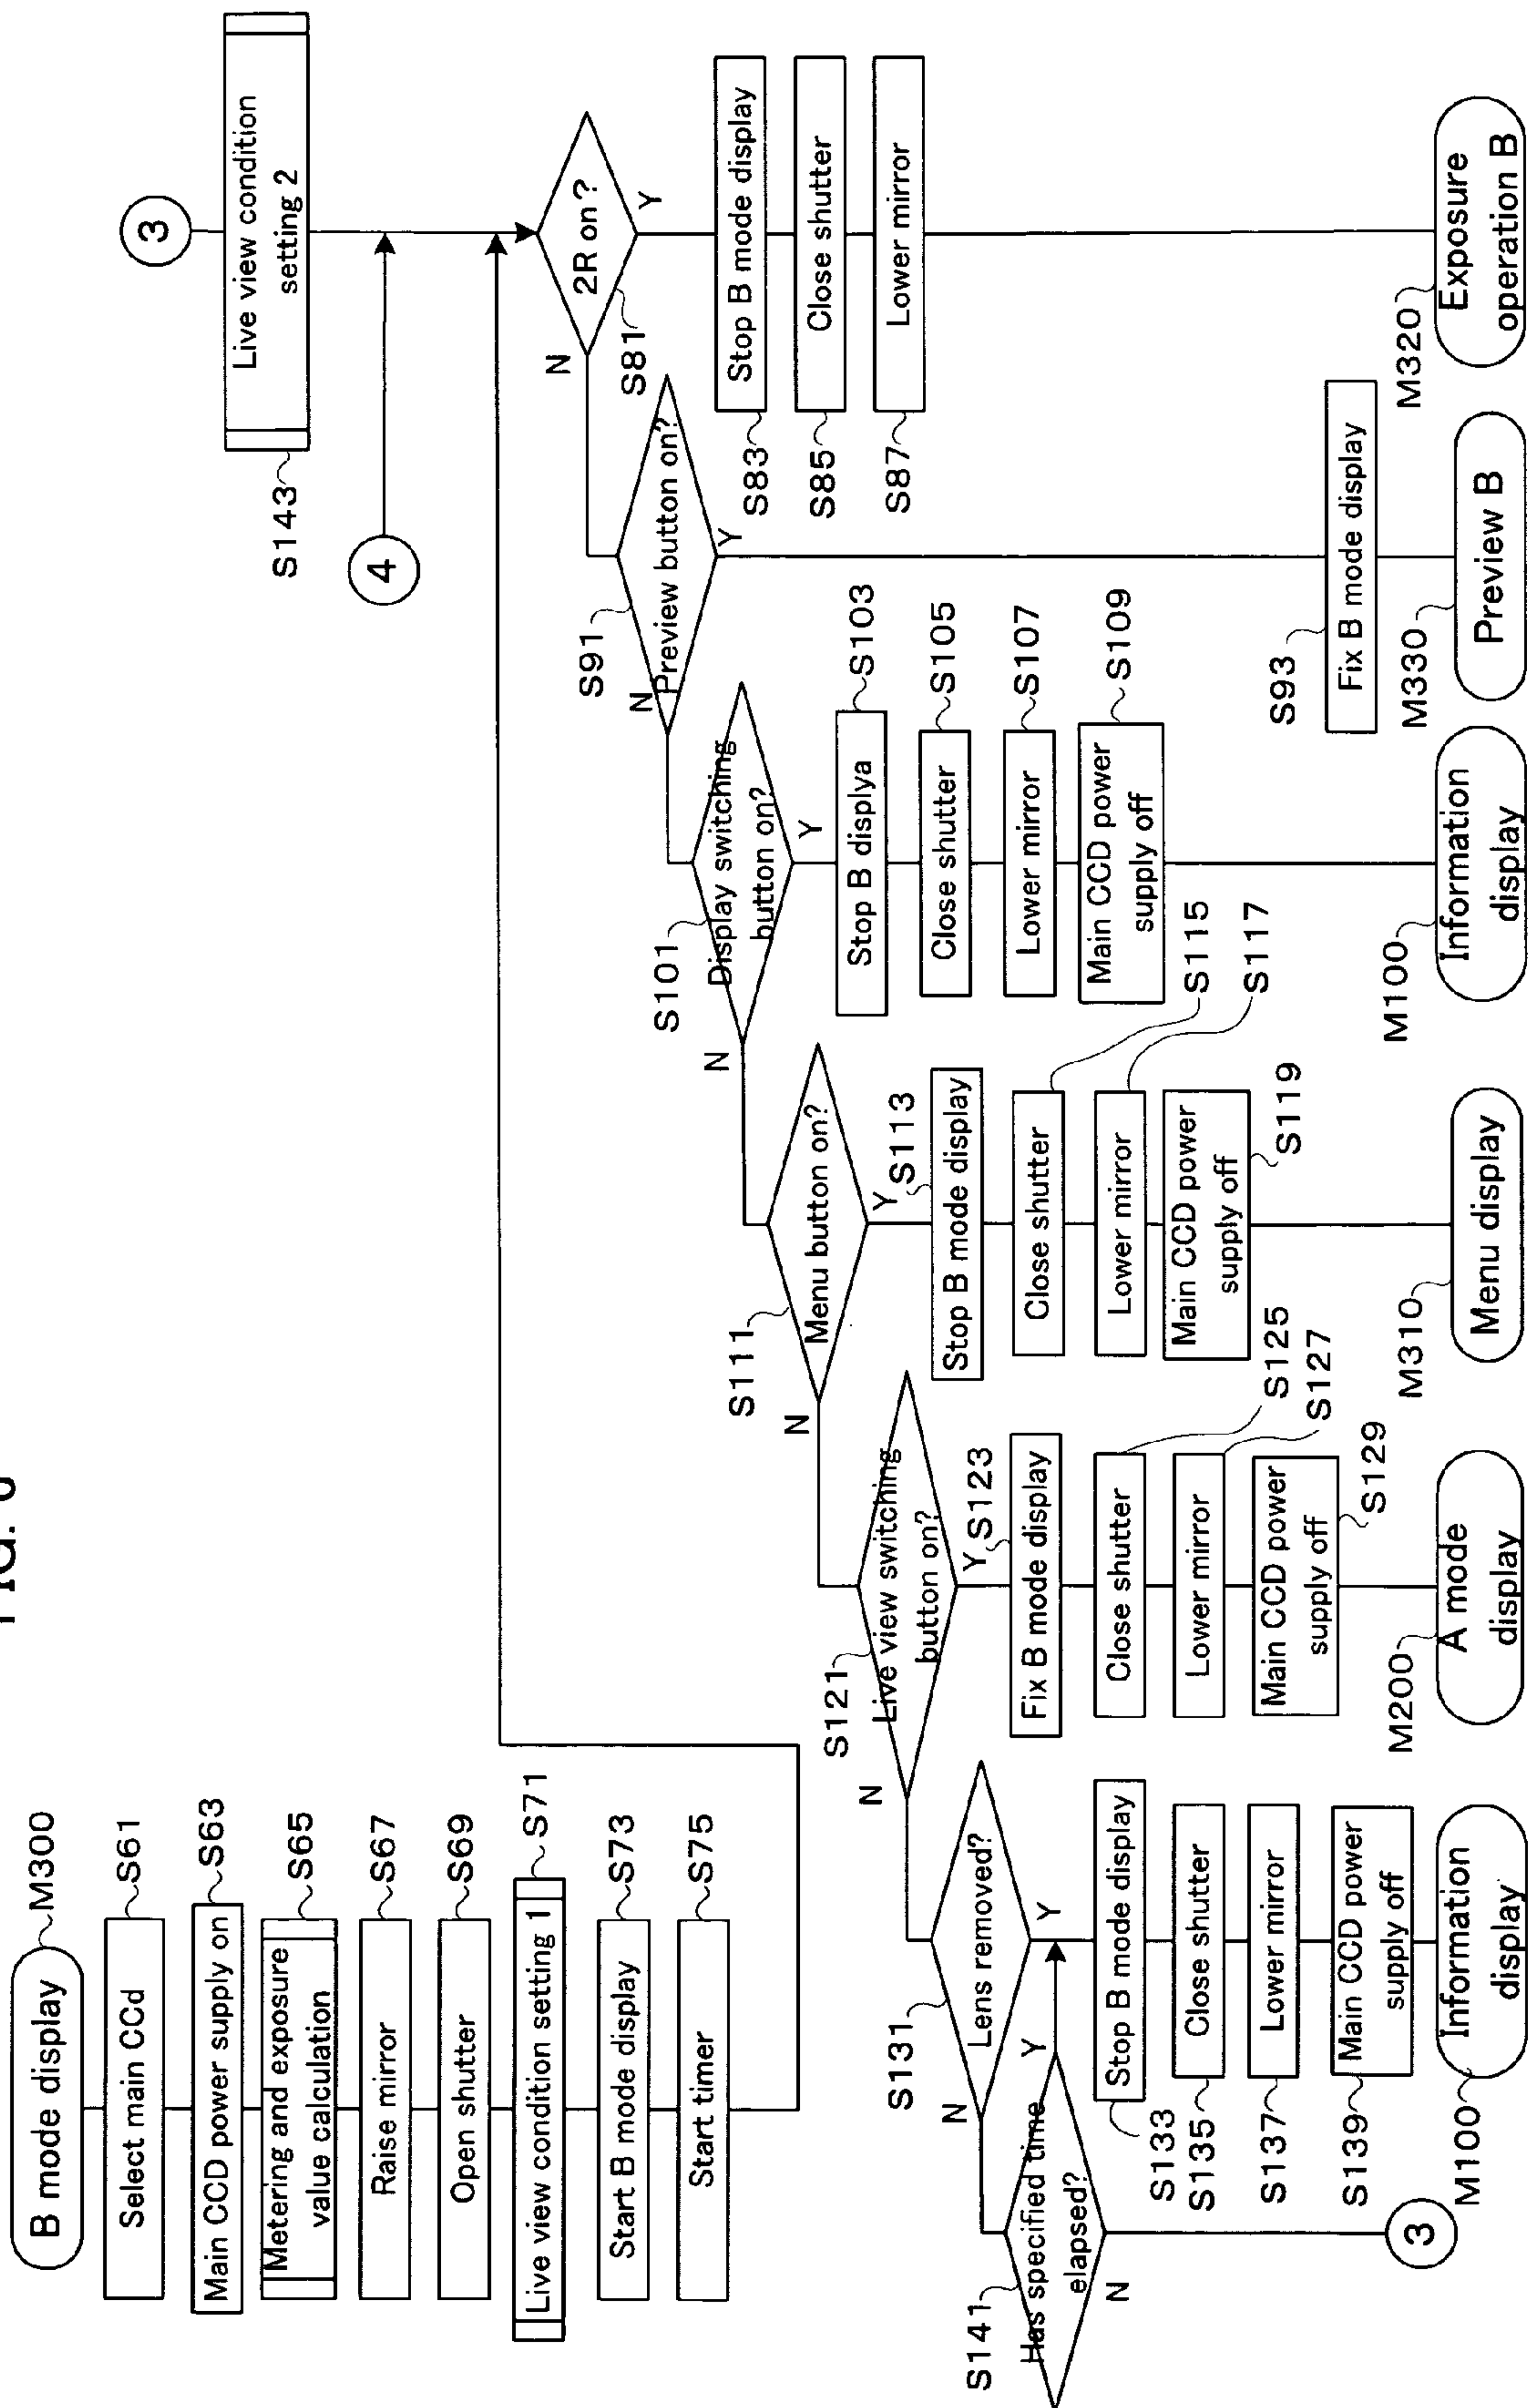 FIG. 6
B mode display
M300
Select main CCd
S61
Main CCD power supply on
S63
Metering and exposure
value calculation
S65
Raise mirror
S67
Open shutter
S69
Live view condition setting 1
S71
Start B mode display
S73
Start timer
S75
3
Live view condition
setting 2
S143
4
2R on?
S81
N
Y
Stop B mode display
S83
Close shutter
S85
Lower mirror
S87
M320
Exposure
operation B
Preview button on?
S91
N
Y
S93
Fix B mode display
M330
Preview B
Display switching
button on?
S101
N
Y
Stop B displya
S103
Close shutter
S105
Lower mirror
S107
Main CCD power
supply off
S109
M100
Information
display
Menu button on?
S111
N
Y
S113
Stop B mode display
Close shutter
S115
Lower mirror
S117
Main CCD power
supply off
S119
M310
Menu display
Live view switching
button on?
S121
N
Y
S123
Fix B mode display
Close shutter
S125
Lower mirror
S127
Main CCD power
supply off
S129
M200
A mode
display
Lens removed?
S131
N
Y
Stop B mode display
S133
Close shutter
S135
Lower mirror
S137
Main CCD power
supply off
S139
M100
Information
display
Has specified time
elapsed?
S141
Y
N
3